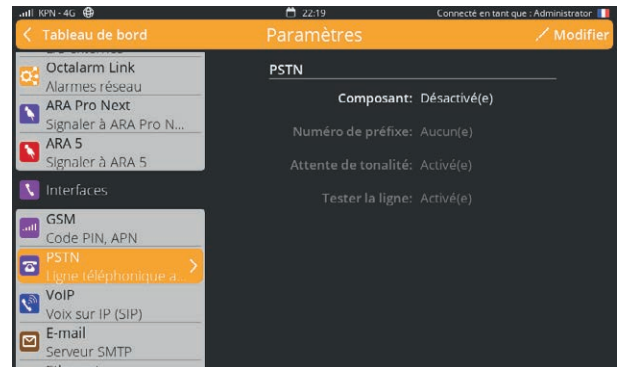 KPN - 4G
22:19
Connecté en tant que : Administrator
Tableau de bord
Paramètres
Modifier
Octalarm Link
Alarmes réseau
ARA Pro Next
Signaler à ARA Pro N...
ARA 5
Signaler à ARA 5
Interfaces
GSM
Code PIN, APN
PSTN
Ligne téléphonique a...
VoIP
Voix sur IP (SIP)
E-mail
Serveur SMTP
PSTN
Composant: Désactivé(e)
Numéro de préfixe: Aucun(e)
Attente de tonalité: Activé(e)
Tester la ligne: Activé(e)